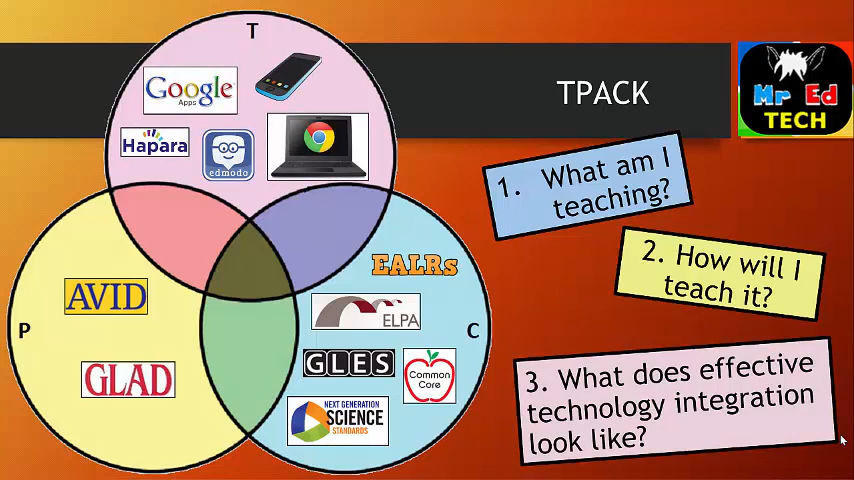 T
TPACK
Mr Ed
TECH
Google
Apps
Hapara
edmodo
1. What am I
teaching?
2. How will I
teach it?
3. What does effective
technology integration
look like?
P
AVID
GLAD
C
EALRs
ELPA
GLES
Common
Core
NEXT GENERATION
SCIENCE
STANDARDS